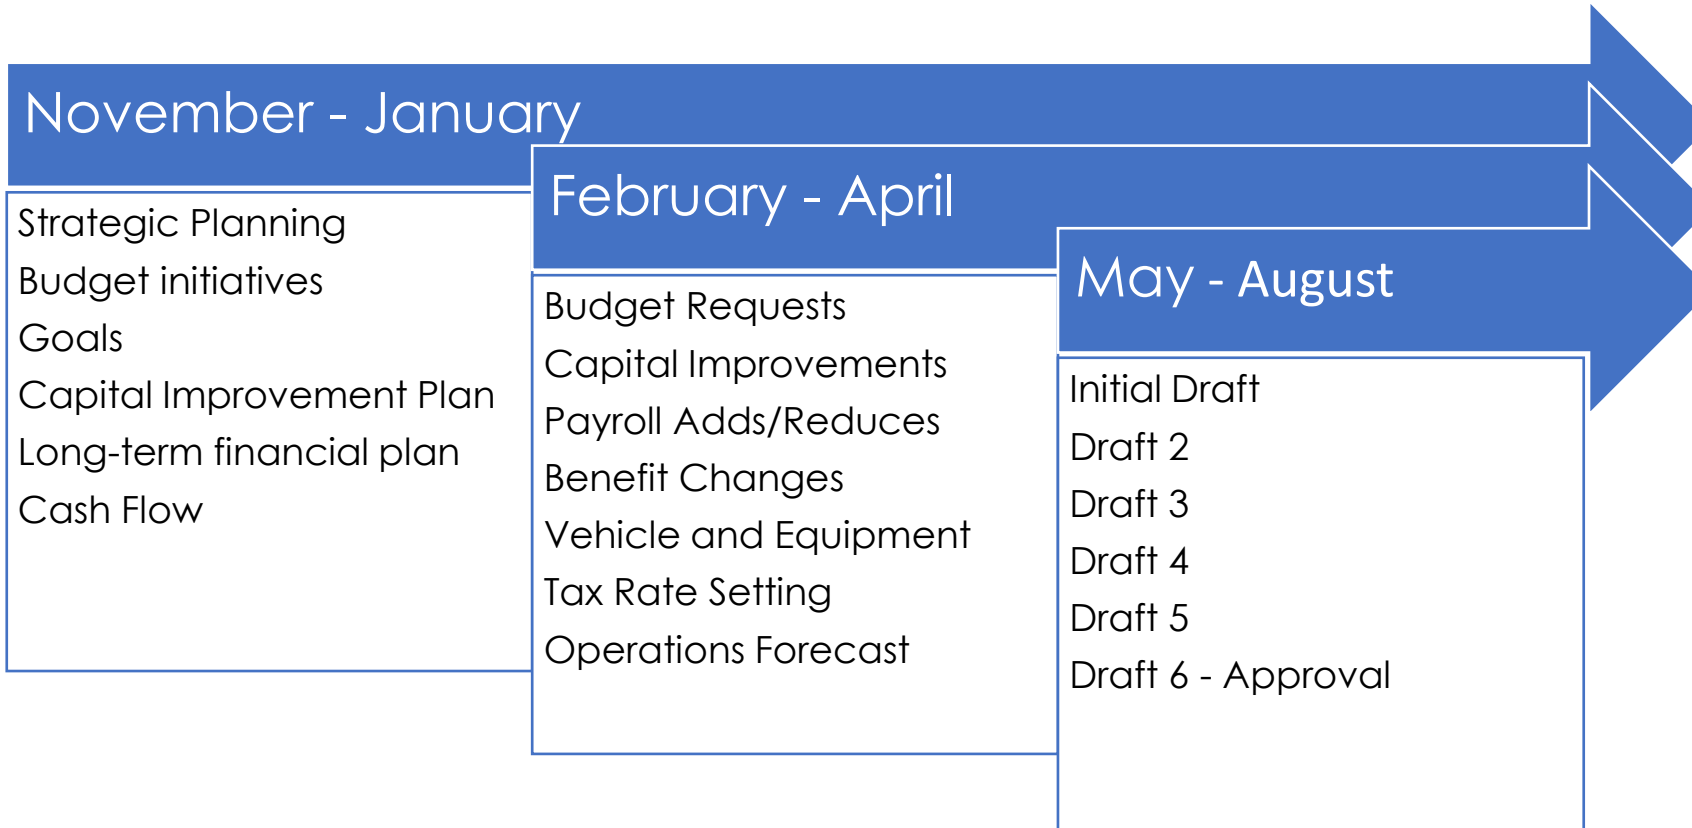 November - January
Strategic Planning
Budget initiatives
Goals
Capital Improvement Plan
Long-term financial plan
Cash Flow
February - April
Budget Requests
Capital Improvements
Payroll Adds/Reduces
Benefit Changes
Vehicle and Equipment
Tax Rate Setting
Operations Forecast
May - August
Initial Draft
Draft 2
Draft 3
Draft 4
Draft 5
Draft 6 - Approval